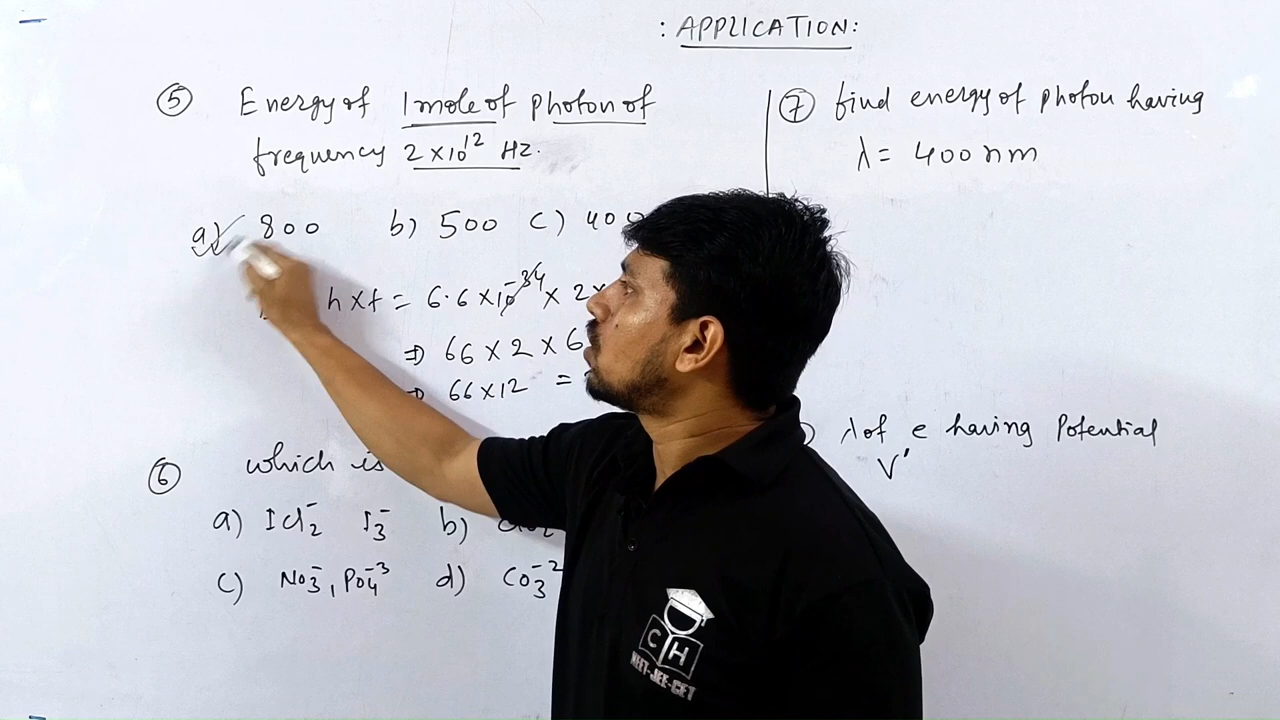 : APPLICATION:
5 Energy of 1 mole of photon of
frequency 2 × 10¹² Hz.
a) 800 b) 500 c) 400
h × f = 6.6 × 10⁻³⁴ × 2 ×
⇒ 66 × 2 × 6
⇒ 66 × 12 =
6 which is
a) ICl₂⁻ I₃⁻ b)
c) NO₃⁻, PO₄⁻³ d) CO₃⁻²
7 find energy of photon having
λ = 400 nm
) λ of e having Potential
V'
CH
NEET-JEE-CET